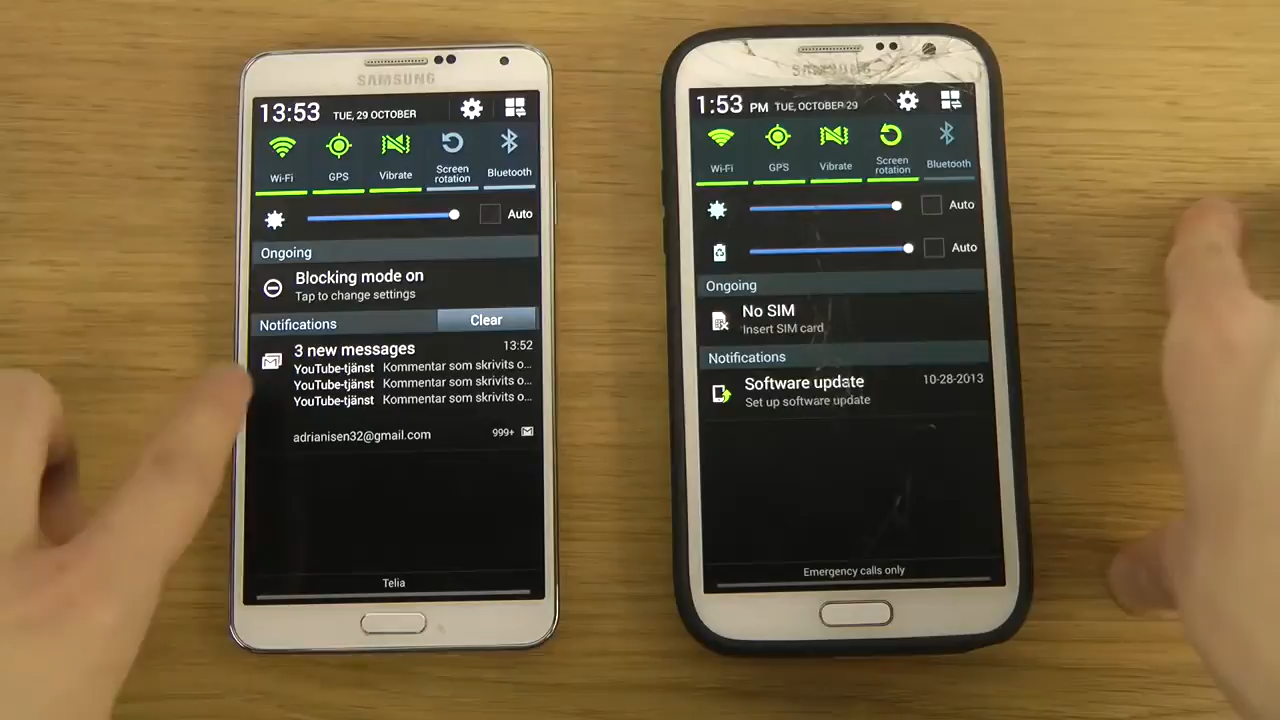 SAMSUNG
13:53 TUE, 29 OCTOBER
Wi-Fi GPS Vibrate Screen rotation Bluetooth
Auto
Ongoing
Blocking mode on
Tap to change settings
Notifications Clear
3 new messages 13:52
YouTube-tjänst Kommentar som skrivits o...
YouTube-tjänst Kommentar som skrivits o...
YouTube-tjänst Kommentar som skrivits o...
adrianisen32@gmail.com 999+
Telia
SAMSUNG
1:53 PM TUE, OCTOBER 29
Wi-Fi GPS Vibrate Screen rotation Bluetooth
Auto
Auto
Ongoing
No SIM
Insert SIM card
Notifications
Software update 10-28-2013
Set up software update
Emergency calls only